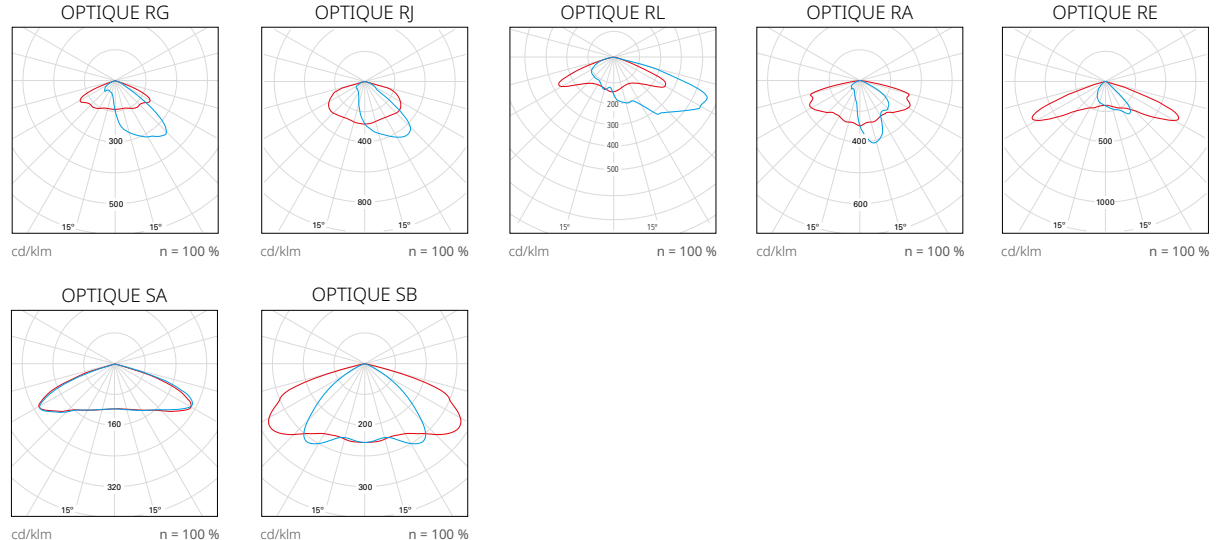 OPTIQUE RG
300
500
15° 15°
cd/klm n = 100 %
OPTIQUE RJ
400
800
15° 15°
cd/klm n = 100 %
OPTIQUE RL
200
300
400
500
15° 15°
cd/klm n = 100 %
OPTIQUE RA
400
600
15° 15°
cd/klm n = 100 %
OPTIQUE RE
500
1000
15° 15°
cd/klm n = 100 %
OPTIQUE SA
160
320
15° 15°
cd/klm n = 100 %
OPTIQUE SB
200
300
15° 15°
cd/klm n = 100 %